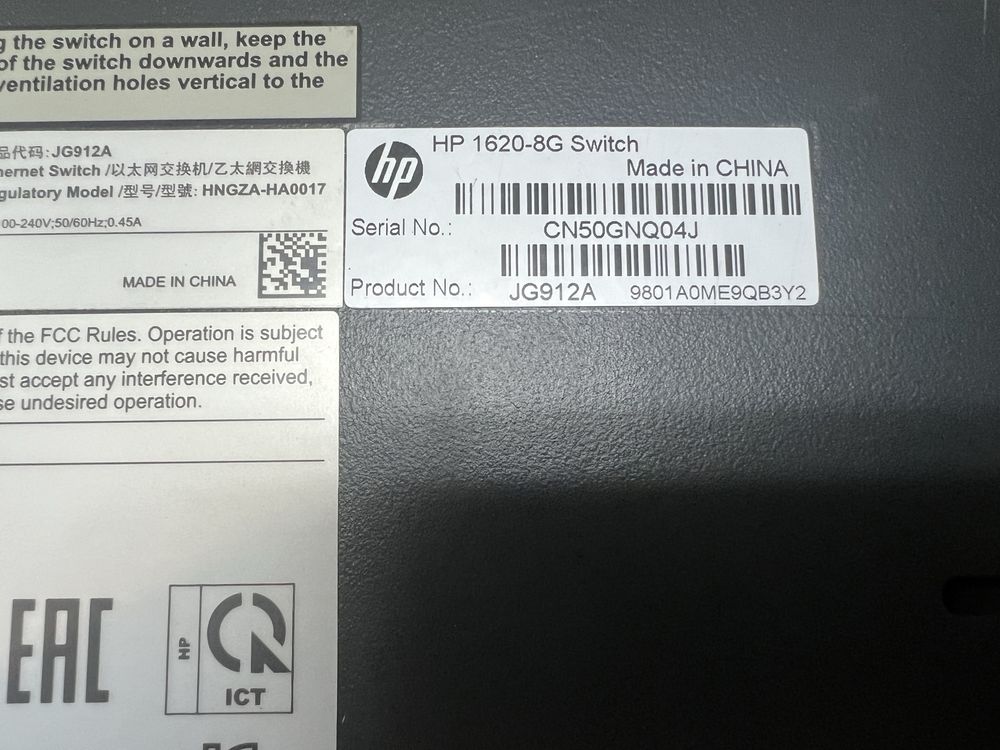 g the switch on a wall, keep the
of the switch downwards and the
ventilation holes vertical to the
品代码: JG912A
hernet Switch /以太网交换机/乙太網交換機
gulatory Model /型号/型號: HNGZA-HA0017
00-240V;50/60Hz;0.45A
MADE IN CHINA
hp
HP 1620-8G Switch
Made in CHINA
Serial No.: CN50GNQ04J
Product No.: JG912A 9801A0ME9QB3Y2
f the FCC Rules. Operation is subject
this device may not cause harmful
st accept any interference received,
se undesired operation.
EAC
HP
ICT